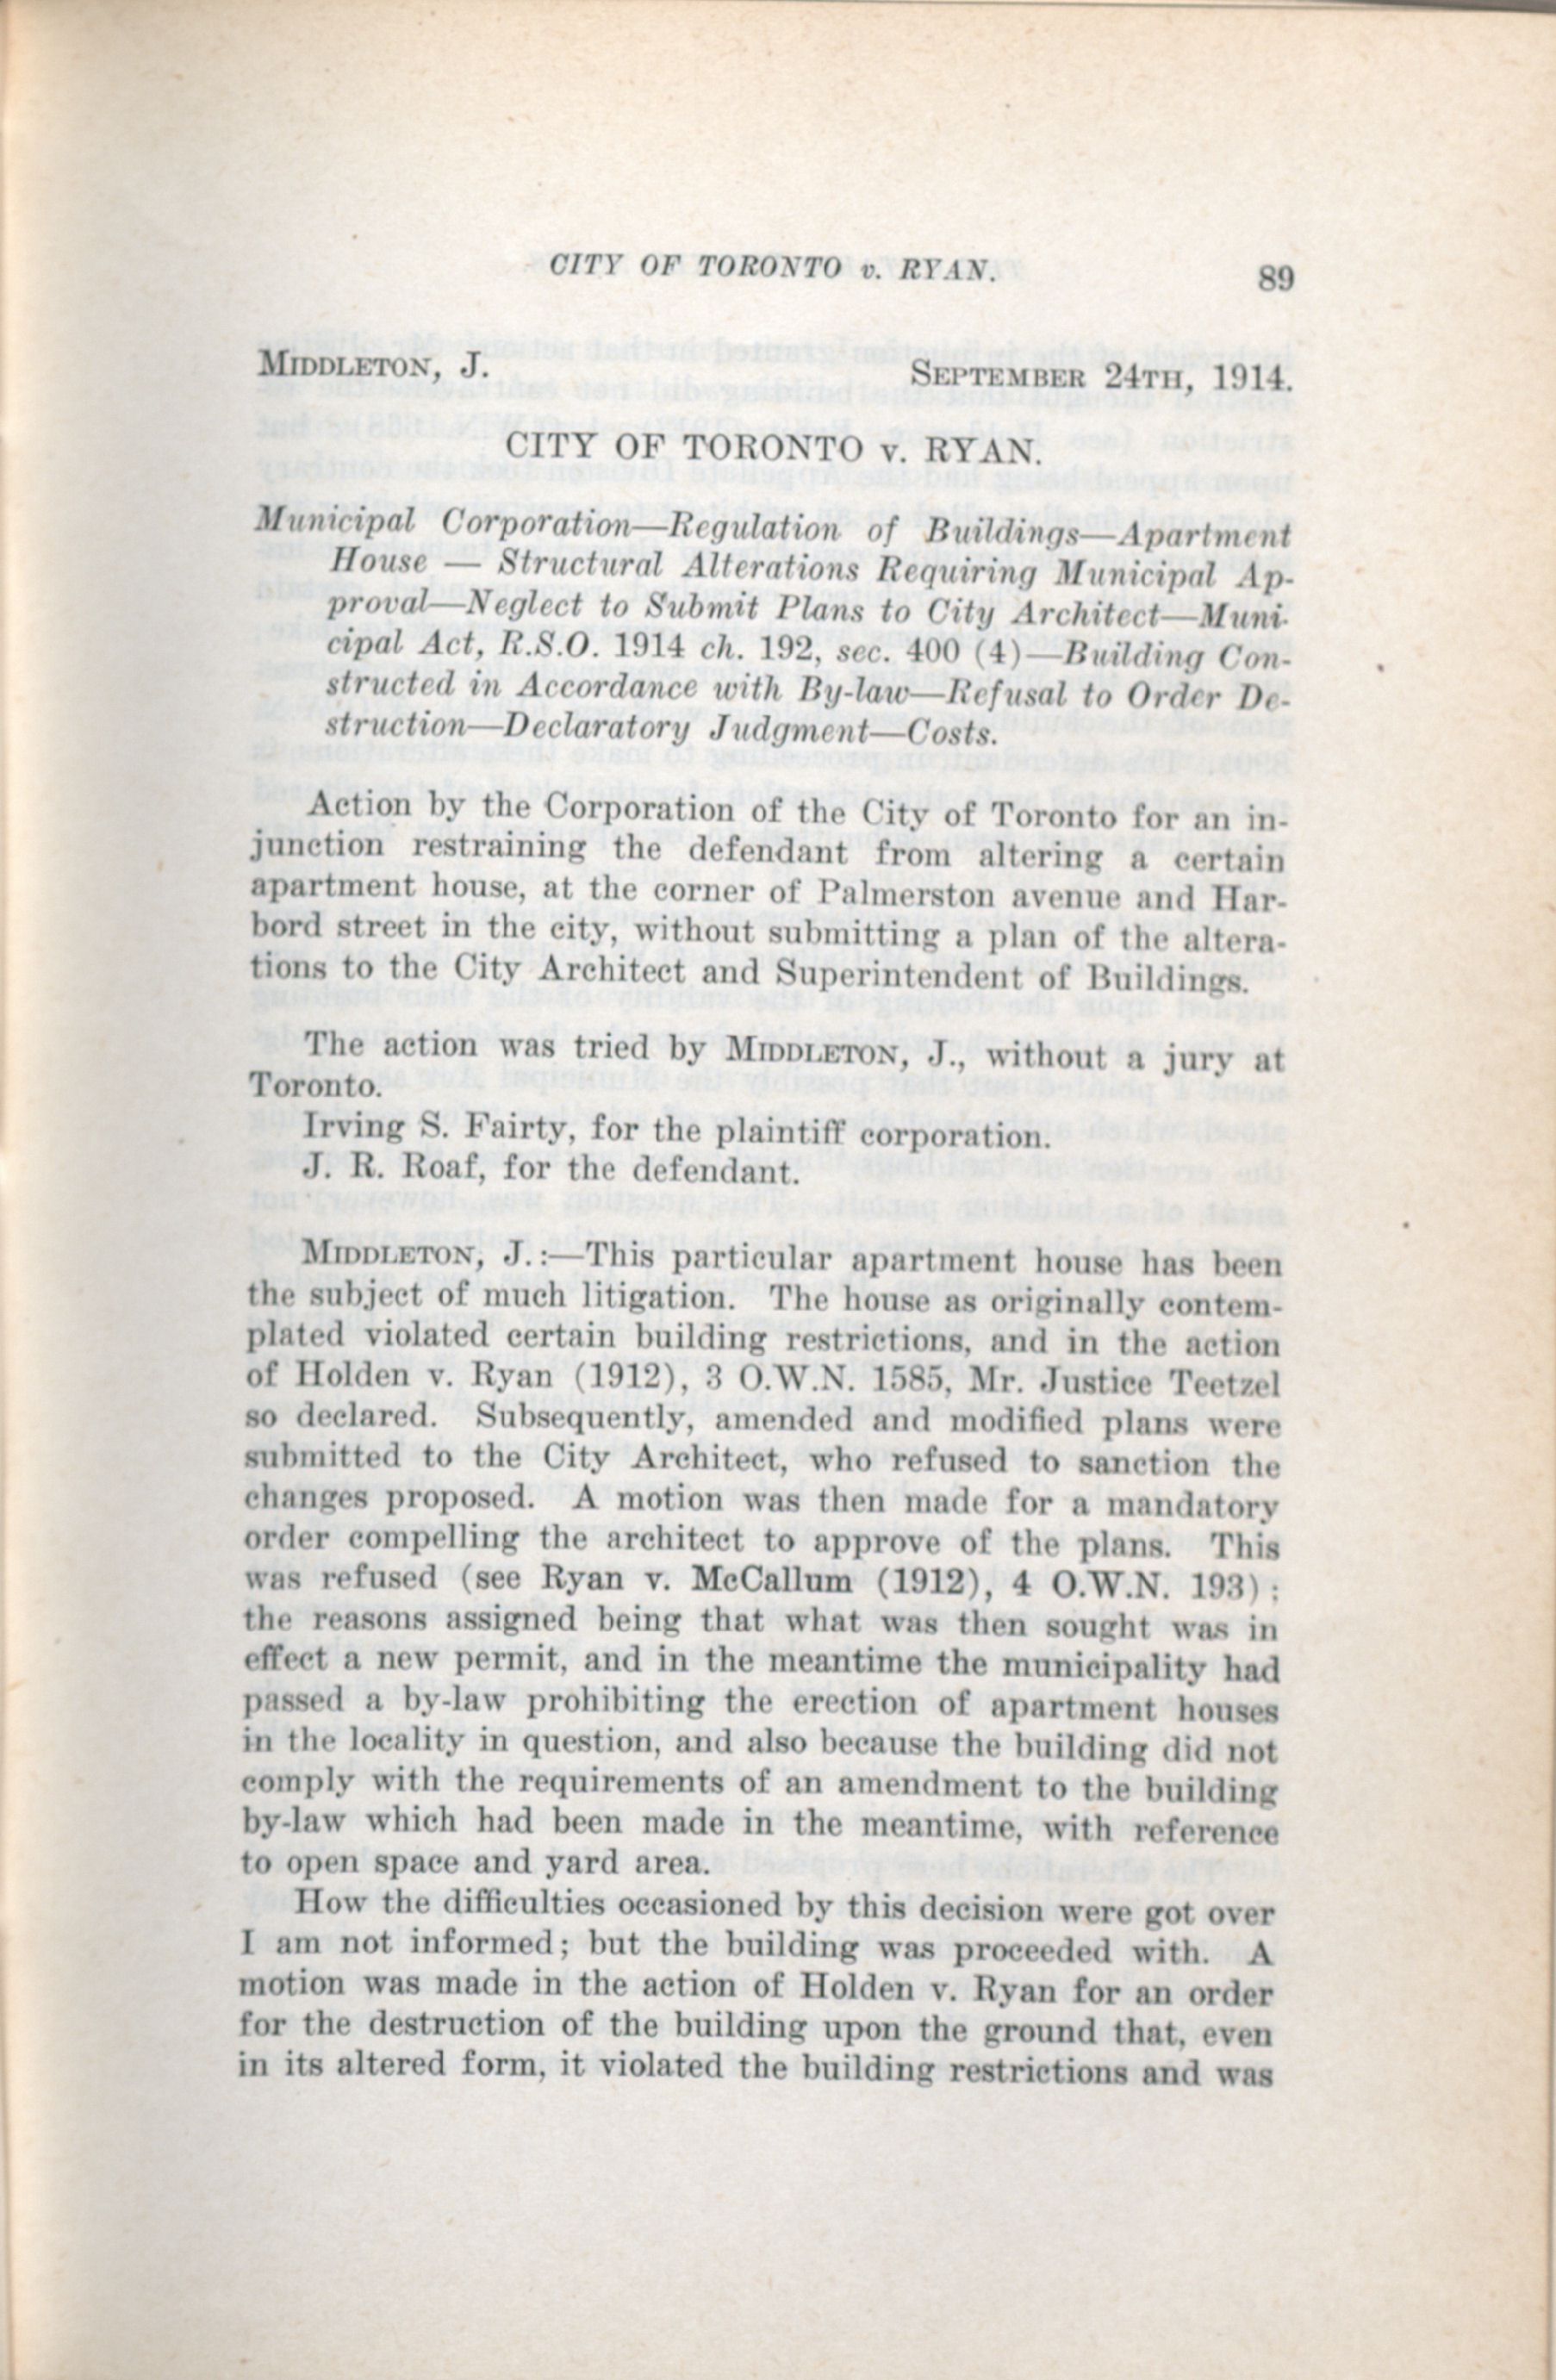 CITY OF TORONTO v. RYAN.
89
MIDDLETON, J.
SEPTEMBER 24TH, 1914.
CITY OF TORONTO v. RYAN.
Municipal Corporation—Regulation of Buildings—Apartment
House — Structural Alterations Requiring Municipal Ap-
proval—Neglect to Submit Plans to City Architect—Muni-
cipal Act, R.S.O. 1914 ch. 192, sec. 400 (4)—Building Con-
structed in Accordance with By-law—Refusal to Order De-
struction—Declaratory Judgment—Costs.
Action by the Corporation of the City of Toronto for an in-
junction restraining the defendant from altering a certain
apartment house, at the corner of Palmerston avenue and Har-
bord street in the city, without submitting a plan of the altera-
tions to the City Architect and Superintendent of Buildings.
The action was tried by MIDDLETON, J., without a jury at
Toronto.
Irving S. Fairty, for the plaintiff corporation.
J. R. Roaf, for the defendant.
MIDDLETON, J.:—This particular apartment house has been
the subject of much litigation. The house as originally contem-
plated violated certain building restrictions, and in the action
of Holden v. Ryan (1912), 3 O.W.N. 1585, Mr. Justice Teetzel
so declared. Subsequently, amended and modified plans were
submitted to the City Architect, who refused to sanction the
changes proposed. A motion was then made for a mandatory
order compelling the architect to approve of the plans. This
was refused (see Ryan v. McCallum (1912), 4 O.W.N. 193);
the reasons assigned being that what was then sought was in
effect a new permit, and in the meantime the municipality had
passed a by-law prohibiting the erection of apartment houses
in the locality in question, and also because the building did not
comply with the requirements of an amendment to the building
by-law which had been made in the meantime, with reference
to open space and yard area.
How the difficulties occasioned by this decision were got over
I am not informed; but the building was proceeded with. A
motion was made in the action of Holden v. Ryan for an order
for the destruction of the building upon the ground that, even
in its altered form, it violated the building restrictions and was